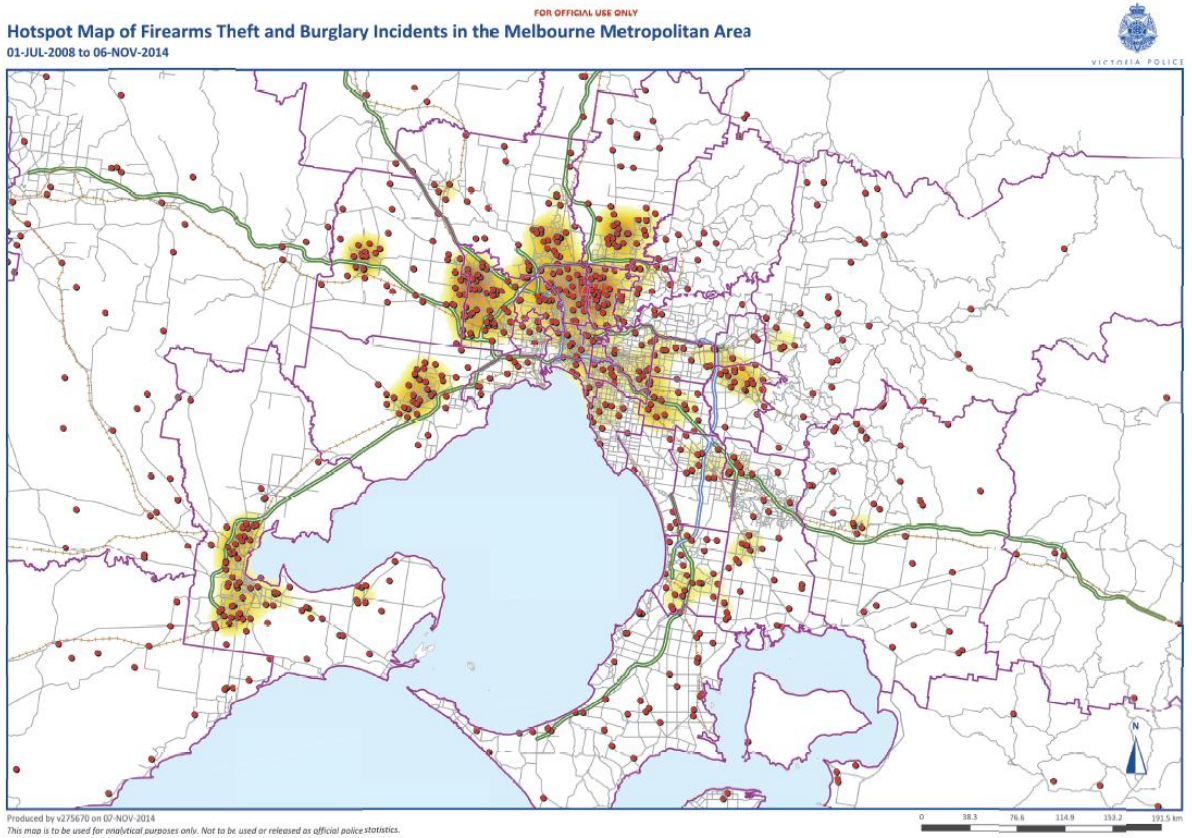 FOR OFFICIAL USE ONLY
Hotspot Map of Firearms Theft and Burglary Incidents in the Melbourne Metropolitan Area
01-JUL-2008 to 06-NOV-2014
VICTORIA POLICE
N
Produced by v275670 on 07-NOV-2014
This map is to be used for analytical purposes only. Not to be used or released as official police statistics.
0 38.3 76.6 114.9 153.2 191.5 km